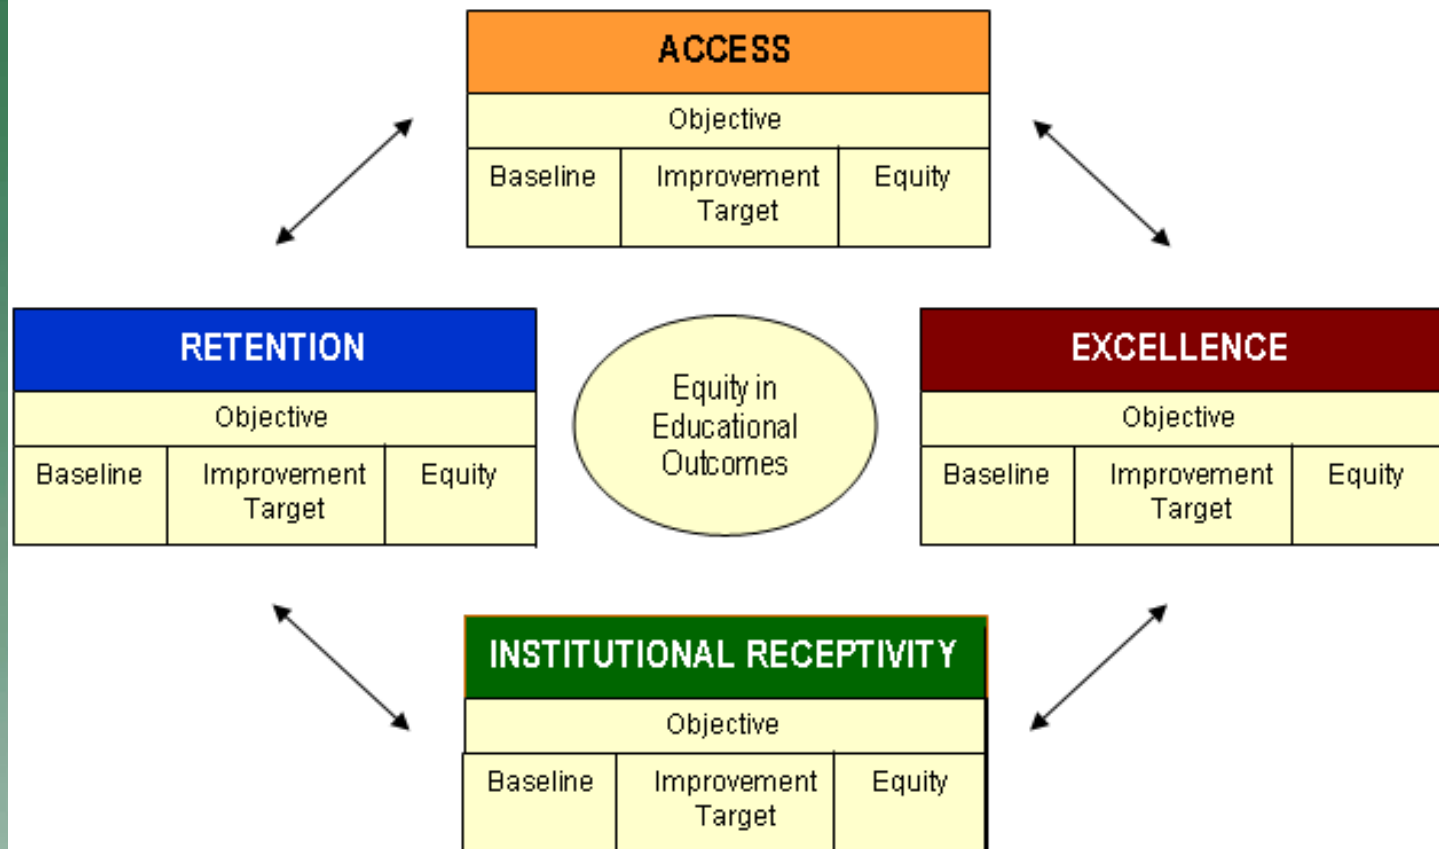 ACCESS
Objective
Baseline Improvement Equity
Target
RETENTION
Objective
Baseline Improvement Equity
Target
Equity in
Educational
Outcomes
EXCELLENCE
Objective
Baseline Improvement Equity
Target
INSTITUTIONAL RECEPTIVITY
Objective
Baseline Improvement Equity
Target